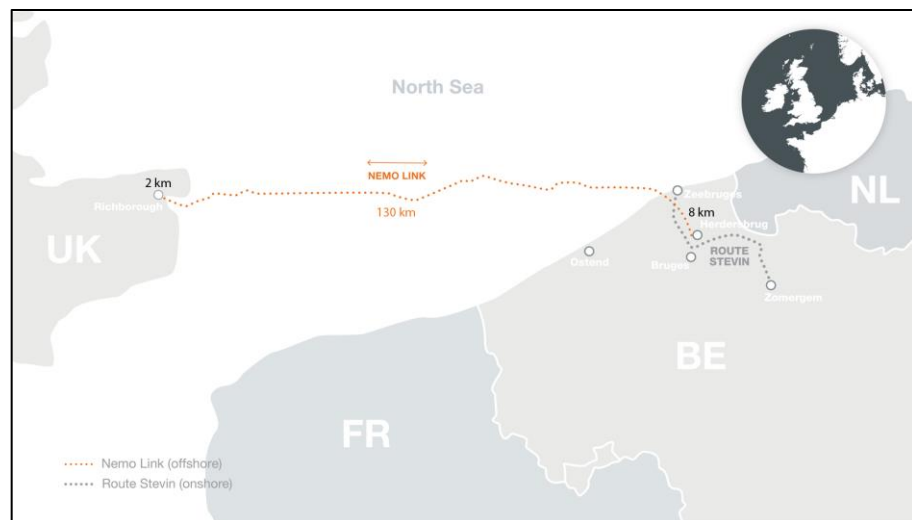 North Sea
NEMO LINK
2 km
Richborough
130 km
Zeebruges
8 km
Herdersbrug
NL
UK
ROUTE
STEVIN
Ostend
Bruges
Zomergem
BE
FR
Nemo Link (offshore)
Route Stevin (onshore)